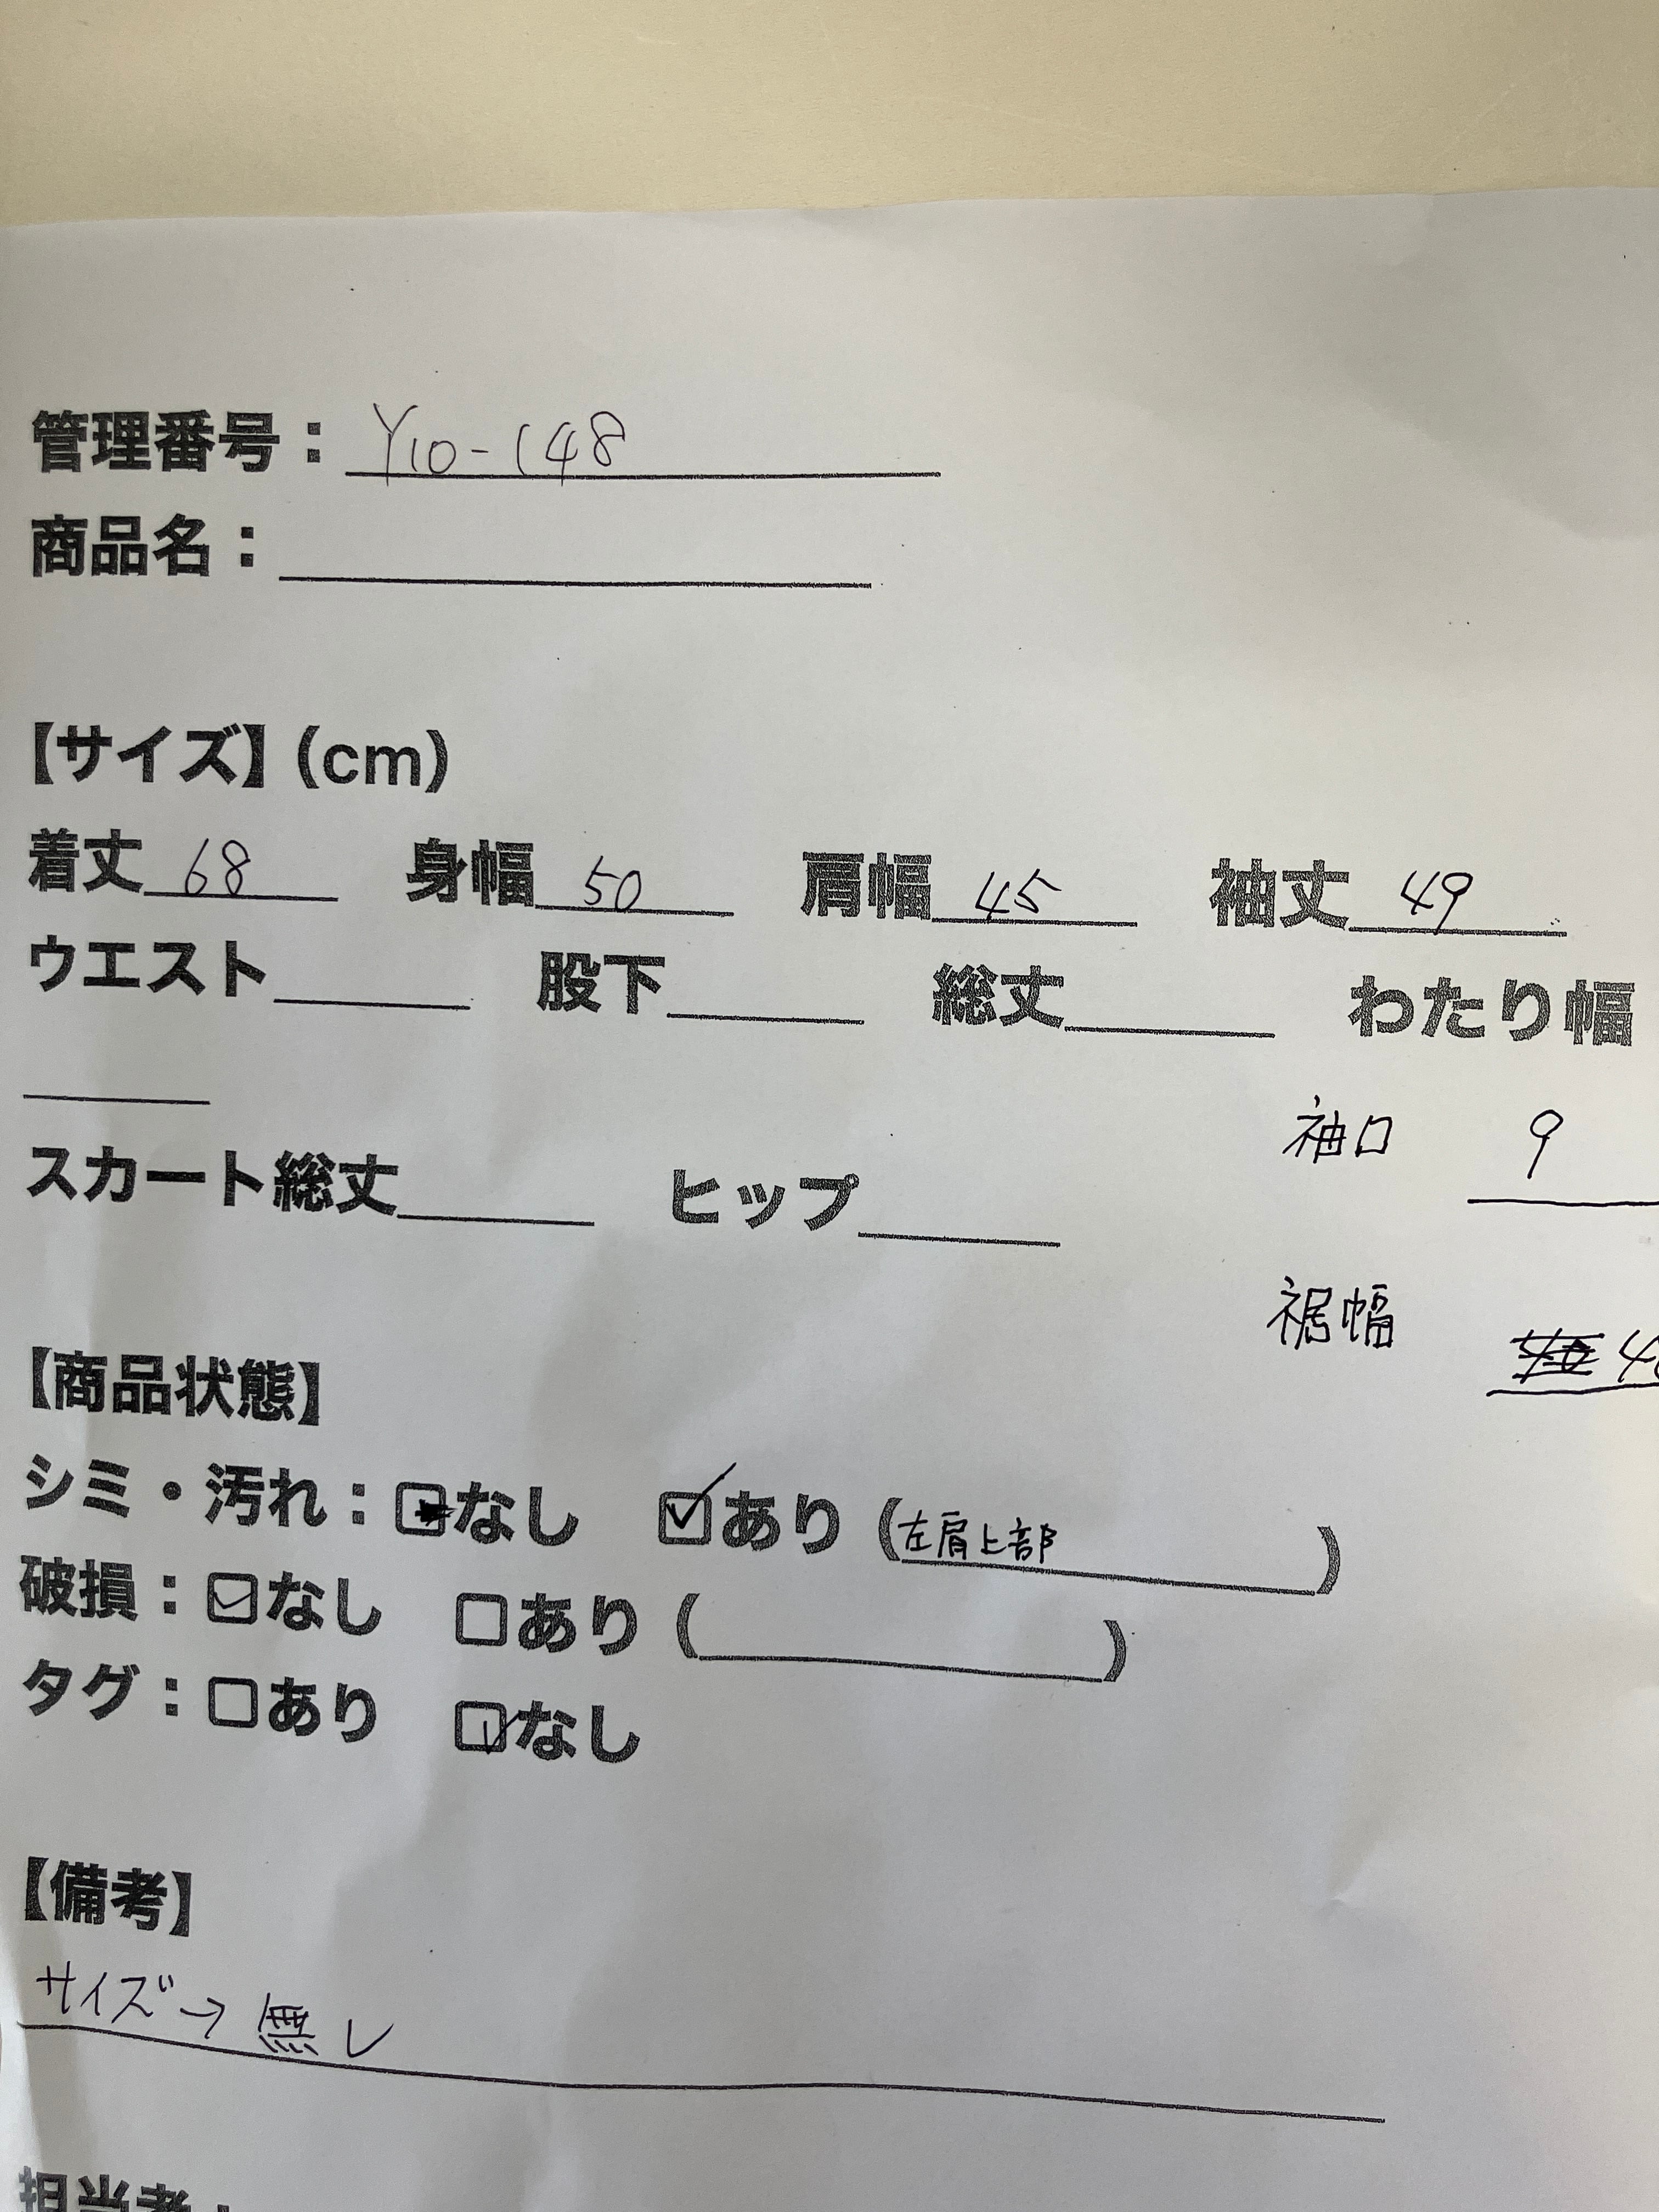 管理番号：Y10-148
商品名：
【サイズ】(cm)
着丈 68 身幅 50 肩幅 45 袖丈 49
ウエスト 股下 総丈 わたり幅
袖口 9
スカート総丈 ヒップ
裾幅
【商品状態】
シミ・汚れ：□なし ☑あり (左肩上部)
破損：☑なし □あり ( )
タグ：□あり ☑なし
【備考】
サイズ→無し
担当者：